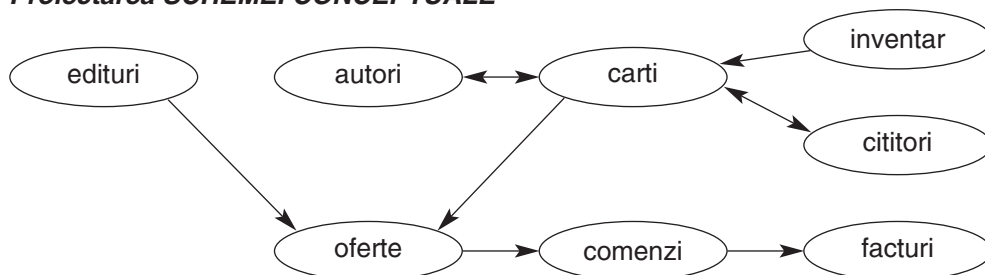 Proiectarea SCHEMEI CONCEPTUALE
inventar
edituri
autori
carti
cititori
oferte
comenzi
facturi